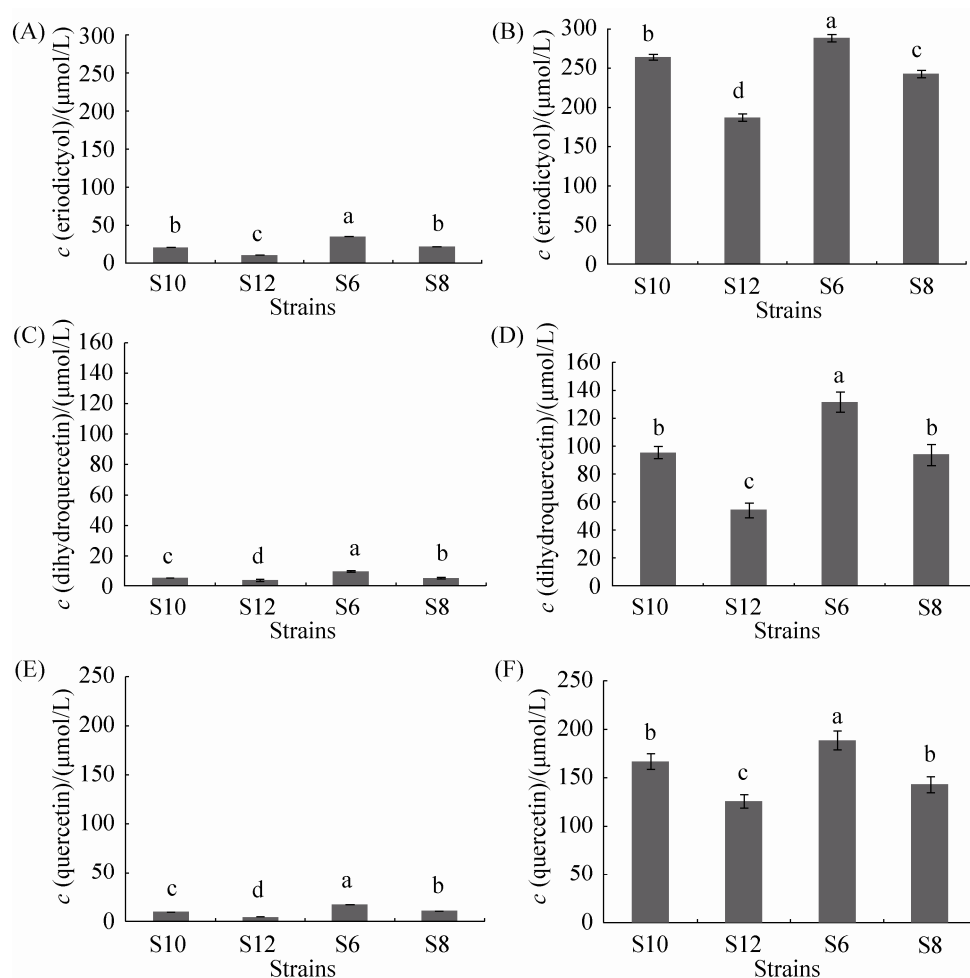 (A)
c (eriodictyol)/(μmol/L)
300
250
200
150
100
50
0
b
c
a
b
S10 S12 S6 S8
Strains
(B)
c (eriodictyol)/(μmol/L)
300
250
200
150
100
50
0
b
d
a
c
S10 S12 S6 S8
Strains
(C)
c (dihydroquercetin)/(μmol/L)
160
140
120
100
80
60
40
20
0
c
d
a
b
S10 S12 S6 S8
Strains
(D)
c (dihydroquercetin)/(μmol/L)
160
140
120
100
80
60
40
20
0
b
c
a
b
S10 S12 S6 S8
Strains
(E)
c (quercetin)/(μmol/L)
250
200
150
100
50
0
c
d
a
b
S10 S12 S6 S8
Strains
(F)
c (quercetin)/(μmol/L)
250
200
150
100
50
0
b
c
a
b
S10 S12 S6 S8
Strains